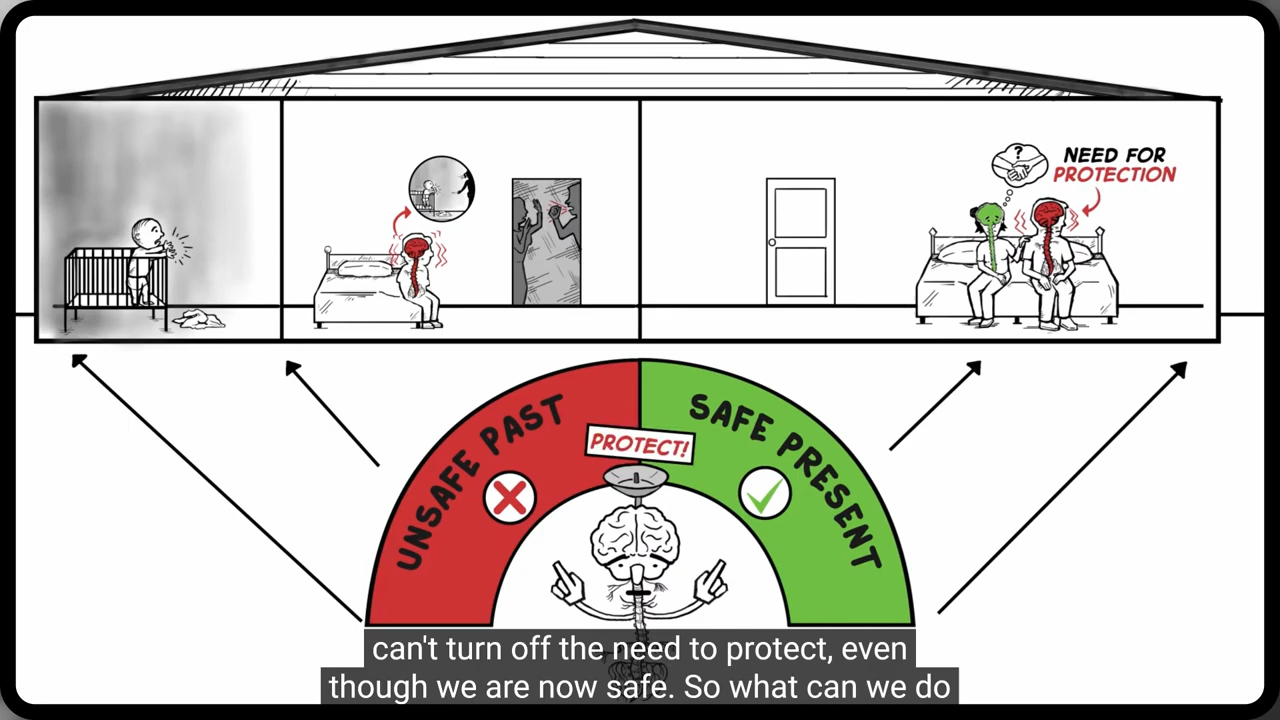 ?
NEED FOR
PROTECTION
UNSAFE PAST
SAFE PRESENT
PROTECT!
can't turn off the need to protect, even
though we are now safe. So what can we do